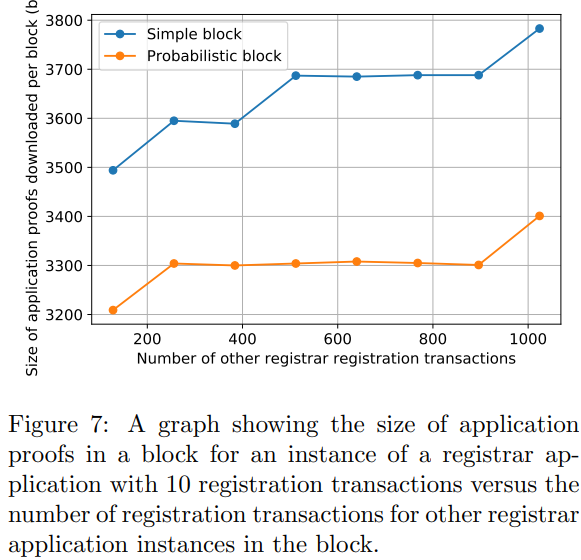 Size of application proofs downloaded per block (b
3800
3700
3600
3500
3400
3300
3200
Simple block
Probabilistic block
200 400 600 800 1000
Number of other registrar registration transactions
Figure 7: A graph showing the size of application
proofs in a block for an instance of a registrar ap-
plication with 10 registration transactions versus the
number of registration transactions for other registrar
application instances in the block.